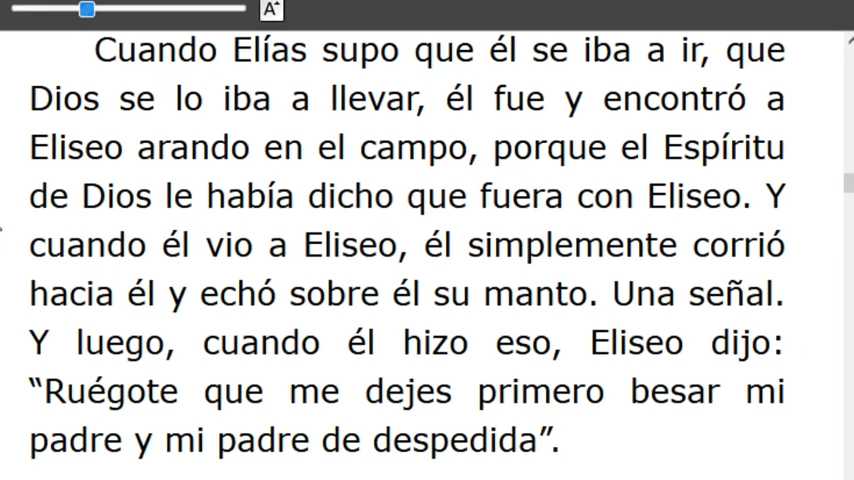 A
Cuando Elías supo que él se iba a ir, que
Dios se lo iba a llevar, él fue y encontró a
Eliseo arando en el campo, porque el Espíritu
de Dios le había dicho que fuera con Eliseo. Y
cuando él vio a Eliseo, él simplemente corrió
hacia él y echó sobre él su manto. Una señal.
Y luego, cuando él hizo eso, Eliseo dijo:
“Ruégote que me dejes primero besar mi
padre y mi padre de despedida”.